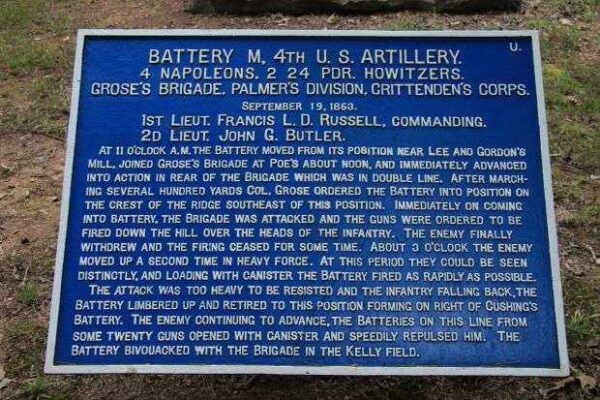 U.
BATTERY M, 4TH U. S. ARTILLERY.
4 NAPOLEONS. 2 24 PDR. HOWITZERS.
GROSE'S BRIGADE. PALMER'S DIVISION, CRITTENDEN'S CORPS.
SEPTEMBER 19, 1863.
1ST LIEUT. FRANCIS L. D. RUSSELL, COMMANDING.
2D LIEUT. JOHN G. BUTLER.
AT 11 O'CLOCK A.M. THE BATTERY MOVED FROM ITS POSITION NEAR LEE AND GORDON'S
MILL, JOINED GROSE'S BRIGADE AT POE'S ABOUT NOON, AND IMMEDIATELY ADVANCED
INTO ACTION IN REAR OF THE BRIGADE WHICH WAS IN DOUBLE LINE. AFTER MARCH-
ING SEVERAL HUNDRED YARDS COL. GROSE ORDERED THE BATTERY INTO POSITION ON
THE CREST OF THE RIDGE SOUTHEAST OF THIS POSITION. IMMEDIATELY ON COMING
INTO BATTERY, THE BRIGADE WAS ATTACKED AND THE GUNS WERE ORDERED TO BE
FIRED DOWN THE HILL OVER THE HEADS OF THE INFANTRY. THE ENEMY FINALLY
WITHDREW AND THE FIRING CEASED FOR SOME TIME. ABOUT 3 O'CLOCK THE ENEMY
MOVED UP A SECOND TIME IN HEAVY FORCE. AT THIS PERIOD THEY COULD BE SEEN
DISTINCTLY, AND LOADING WITH CANISTER THE BATTERY FIRED AS RAPIDLY AS POSSIBLE.
THE ATTACK WAS TOO HEAVY TO BE RESISTED AND THE INFANTRY FALLING BACK, THE
BATTERY LIMBERED UP AND RETIRED TO THIS POSITION FORMING ON RIGHT OF CUSHING'S
BATTERY. THE ENEMY CONTINUING TO ADVANCE, THE BATTERIES ON THIS LINE FROM
SOME TWENTY GUNS OPENED WITH CANISTER AND SPEEDILY REPULSED HIM. THE
BATTERY BIVOUACKED WITH THE BRIGADE IN THE KELLY FIELD.